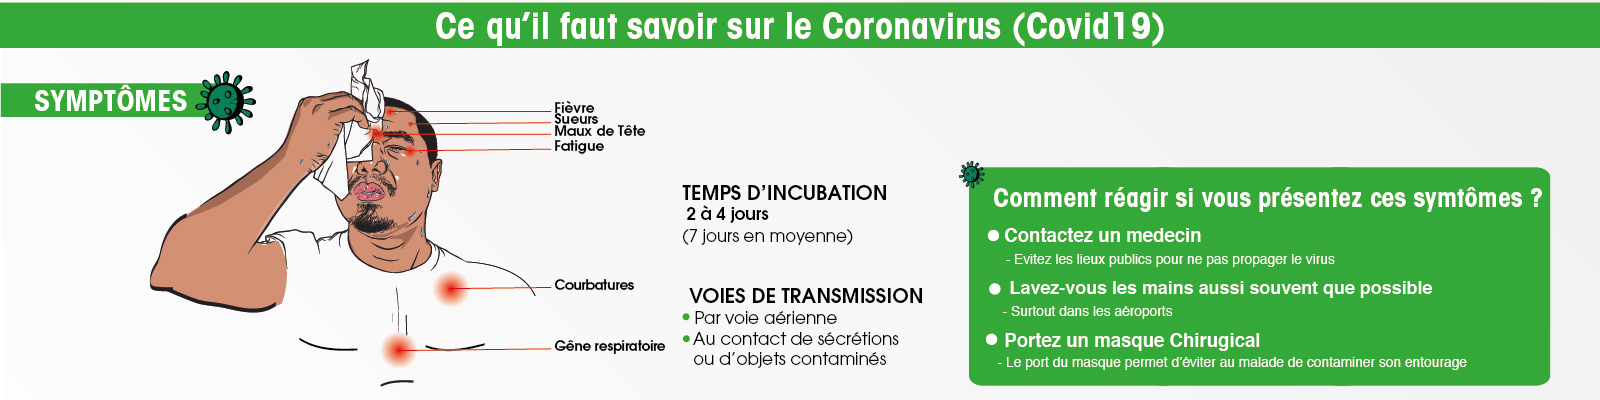 Ce qu'il faut savoir sur le Coronavirus (Covid19)
SYMPTÔMES
Fièvre
Sueurs
Maux de Tête
Fatigue
Courbatures
Gêne respiratoire
TEMPS D'INCUBATION
2 à 4 jours
(7 jours en moyenne)
VOIES DE TRANSMISSION
• Par voie aérienne
• Au contact de sécrétions
ou d'objets contaminés
Comment réagir si vous présentez ces symtômes ?
● Contactez un medecin
- Evitez les lieux publics pour ne pas propager le virus
● Lavez-vous les mains aussi souvent que possible
- Surtout dans les aéroports
● Portez un masque Chirugical
- Le port du masque permet d'éviter au malade de contaminer son entourage